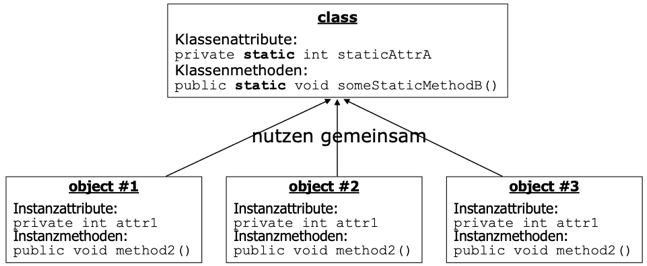 class
Klassenattribute:
private static int staticAttrA
Klassenmethoden:
public static void someStaticMethodB()
nutzen gemeinsam
object #1
Instanzattribute:
private int attr1
Instanzmethoden:
public void method2()
object #2
Instanzattribute:
private int attr1
Instanzmethoden:
public void method2()
object #3
Instanzattribute:
private int attr1
Instanzmethoden:
public void method2()